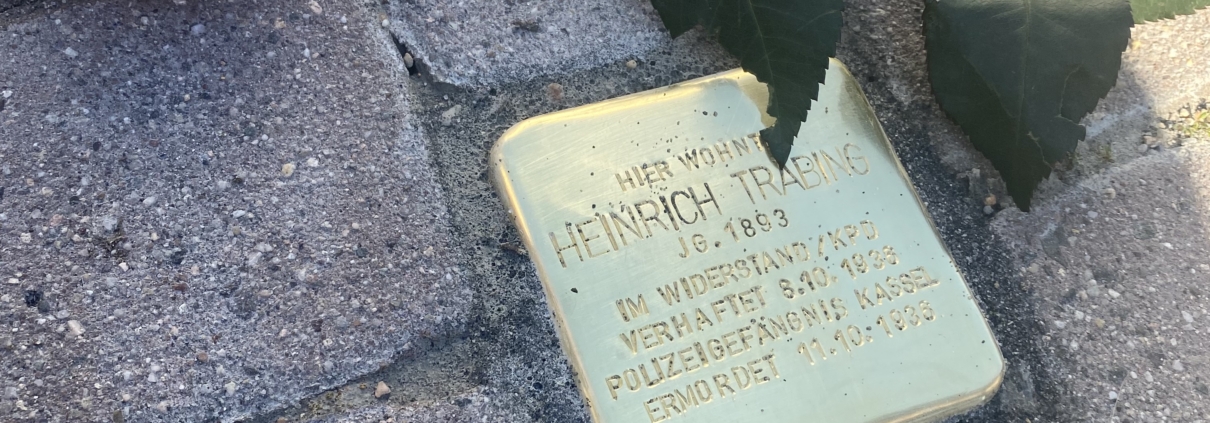 HIER WOHNTE
HEINRICH TRABING
JG. 1893
IM WIDERSTAND/KPD
VERHAFTET 8.10.1936
POLIZEIGEFÄNGNIS KASSEL
ERMORDET 11.10.1936